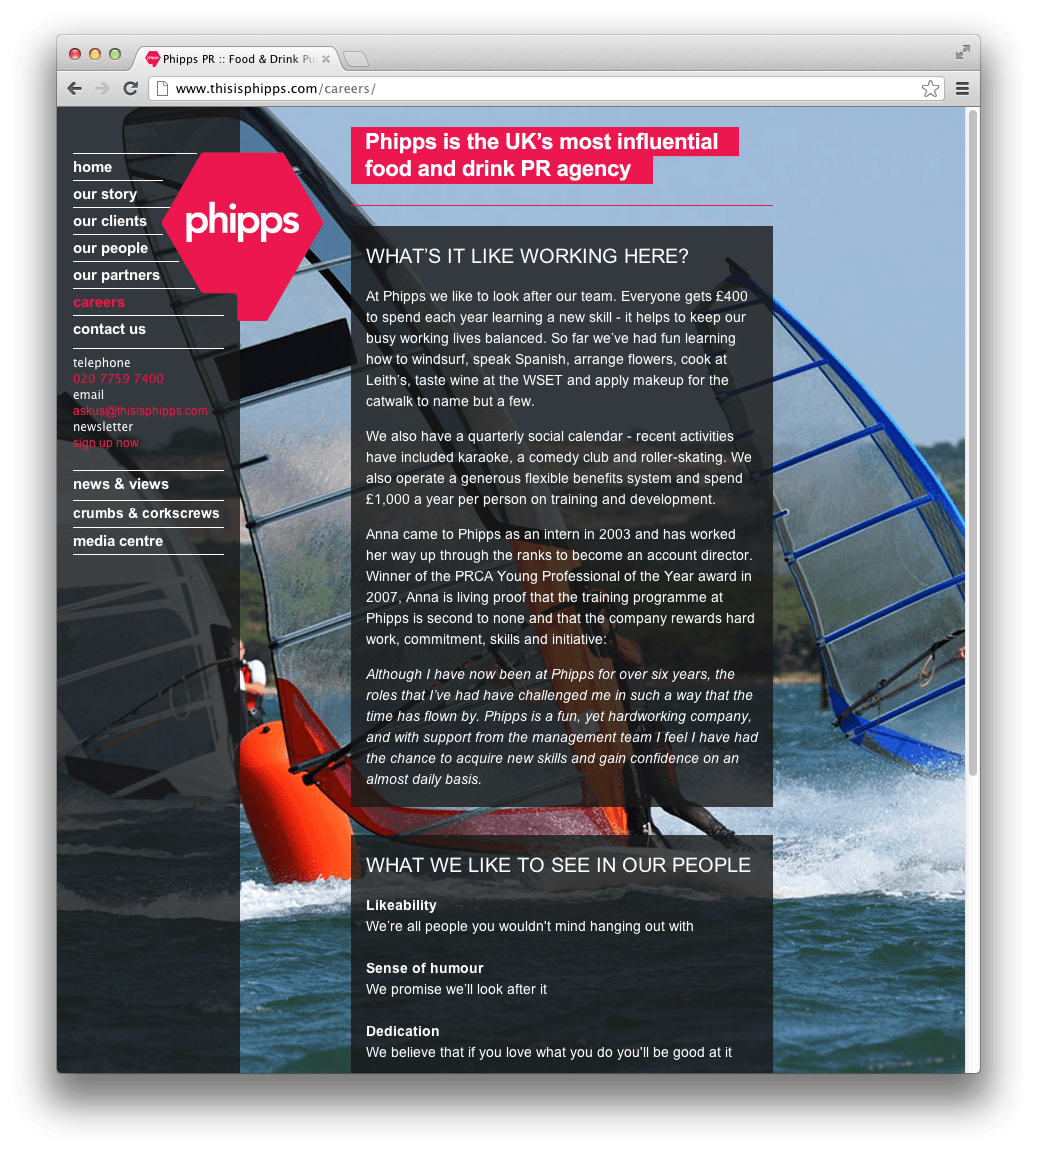 Phipps PR :: Food & Drink Pu
www.thisisphipps.com/careers/
home
our story
our clients
our people
our partners
careers
contact us
telephone
020 7759 7400
email
askus@thisisphipps.com
newsletter
sign up now
news & views
crumbs & corkscrews
media centre
phipps
Phipps is the UK’s most influential
food and drink PR agency
WHAT’S IT LIKE WORKING HERE?
At Phipps we like to look after our team. Everyone gets £400
to spend each year learning a new skill - it helps to keep our
busy working lives balanced. So far we’ve had fun learning
how to windsurf, speak Spanish, arrange flowers, cook at
Leith’s, taste wine at the WSET and apply makeup for the
catwalk to name but a few.
We also have a quarterly social calendar - recent activities
have included karaoke, a comedy club and roller-skating. We
also operate a generous flexible benefits system and spend
£1,000 a year per person on training and development.
Anna came to Phipps as an intern in 2003 and has worked
her way up through the ranks to become an account director.
Winner of the PRCA Young Professional of the Year award in
2007, Anna is living proof that the training programme at
Phipps is second to none and that the company rewards hard
work, commitment, skills and initiative:
Although I have now been at Phipps for over six years, the
roles that I’ve had have challenged me in such a way that the
time has flown by. Phipps is a fun, yet hardworking company,
and with support from the management team I feel I have had
the chance to acquire new skills and gain confidence on an
almost daily basis.
WHAT WE LIKE TO SEE IN OUR PEOPLE
Likeability
We’re all people you wouldn't mind hanging out with
Sense of humour
We promise we’ll look after it
Dedication
We believe that if you love what you do you'll be good at it